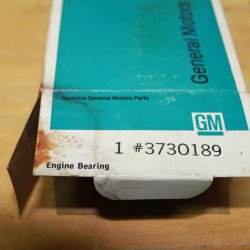 General Motors
Genuine General Motors Parts
GM
1 #3730189
Engine Bearing